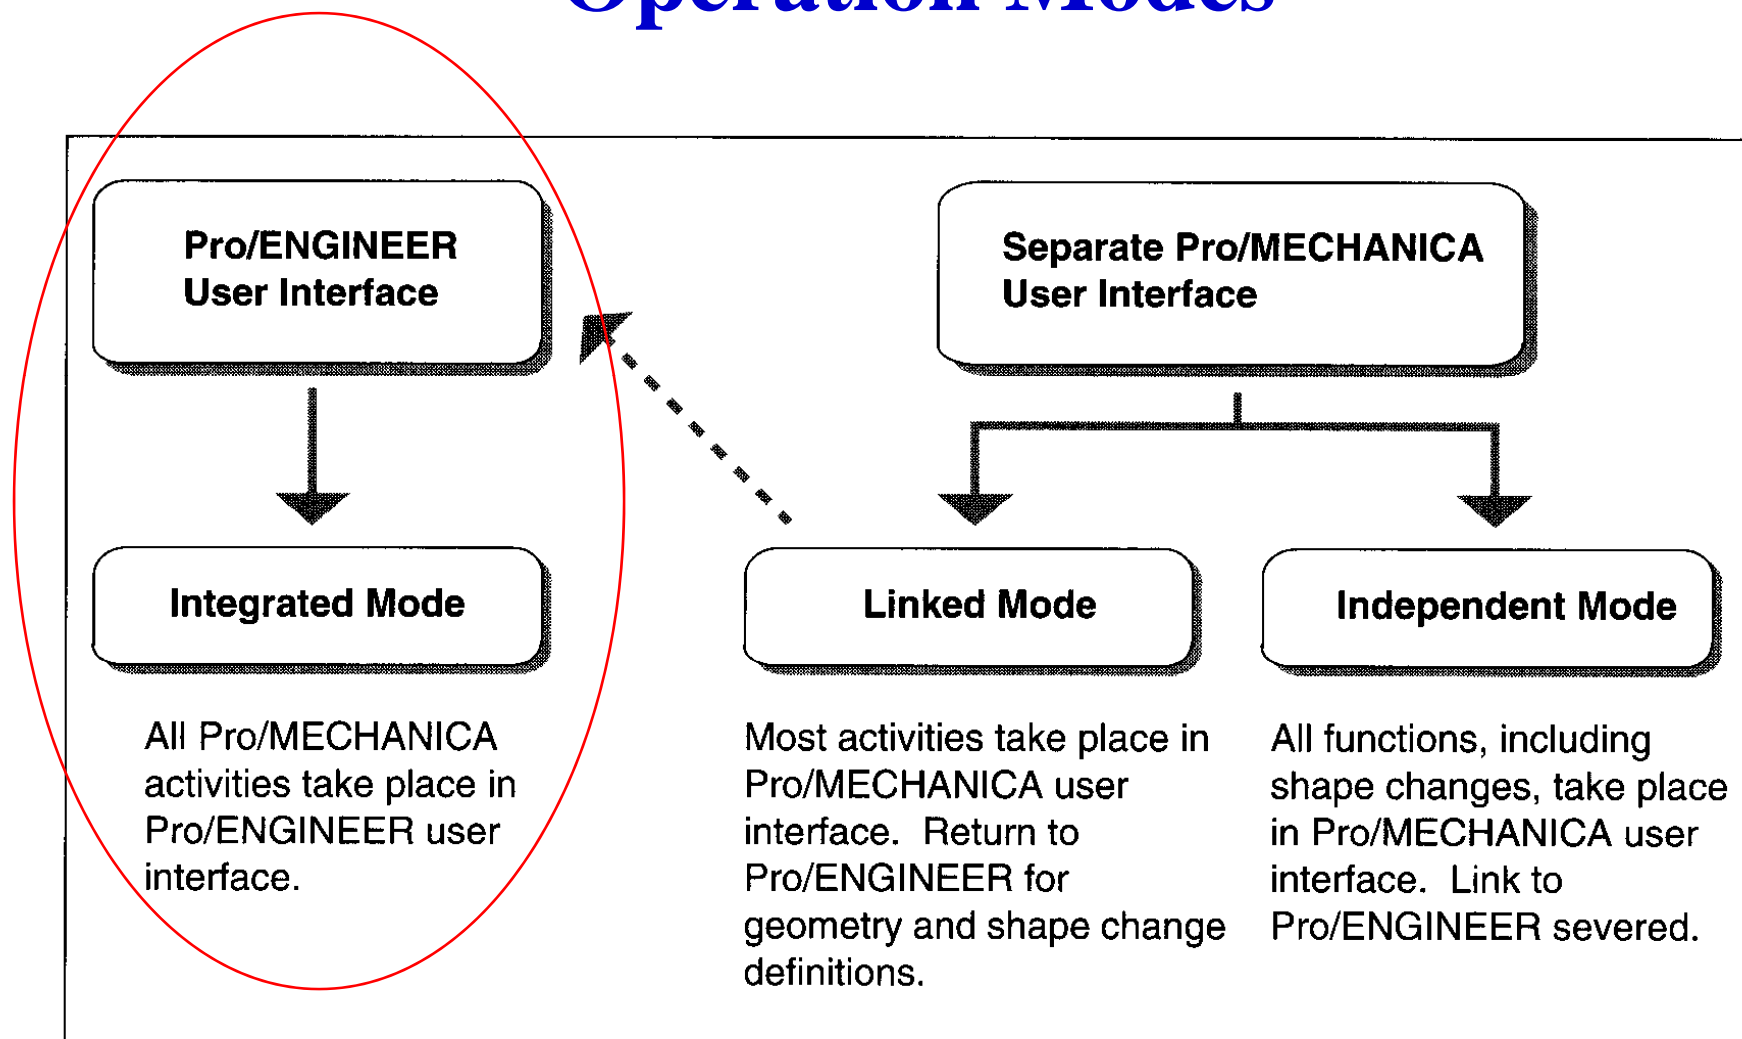 Operation Modes
Pro/ENGINEER
User Interface
Separate Pro/MECHANICA
User Interface
Integrated Mode
Linked Mode
Independent Mode
All Pro/MECHANICA
activities take place in
Pro/ENGINEER user
interface.
Most activities take place in
Pro/MECHANICA user
interface. Return to
Pro/ENGINEER for
geometry and shape change
definitions.
All functions, including
shape changes, take place
in Pro/MECHANICA user
interface. Link to
Pro/ENGINEER severed.